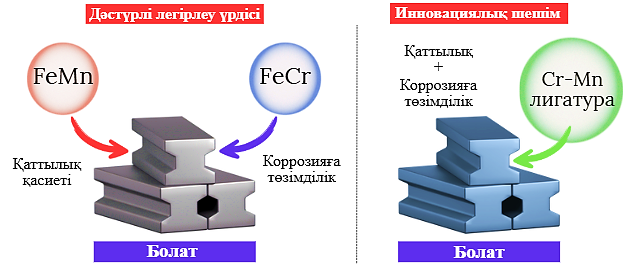 Дәстүрлі легірлеу үрдісі
FeMn
FeCr
Қаттылық
қасиеті
Коррозияға
төзімділік
Болат
Инновациялық шешім
Қаттылық
+
Коррозияға
төзімділік
Cr-Mn
лигатура
Болат